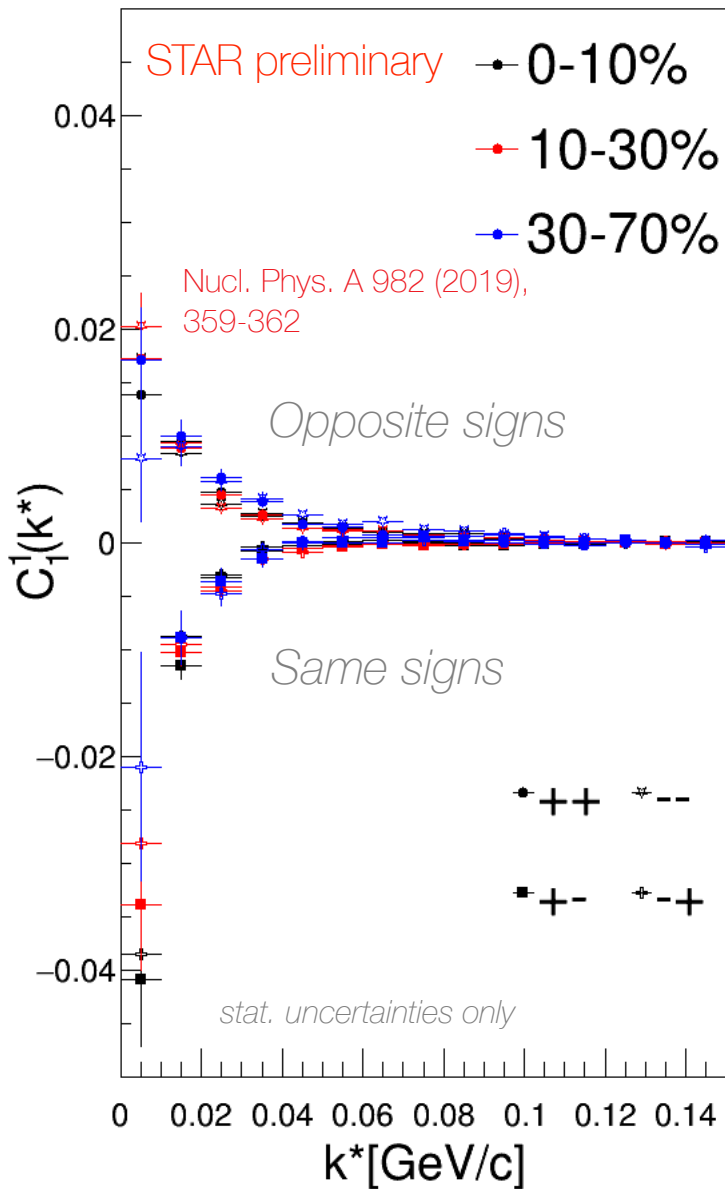 STAR preliminary
0-10%
10-30%
30-70%
Nucl. Phys. A 982 (2019),
359-362
Opposite signs
Same signs
++
--
+-
-+
stat. uncertainties only
C₁¹(k*)
0.04
0.02
0
−0.02
−0.04
0 0.02 0.04 0.06 0.08 0.1 0.12 0.14
k*[GeV/c]